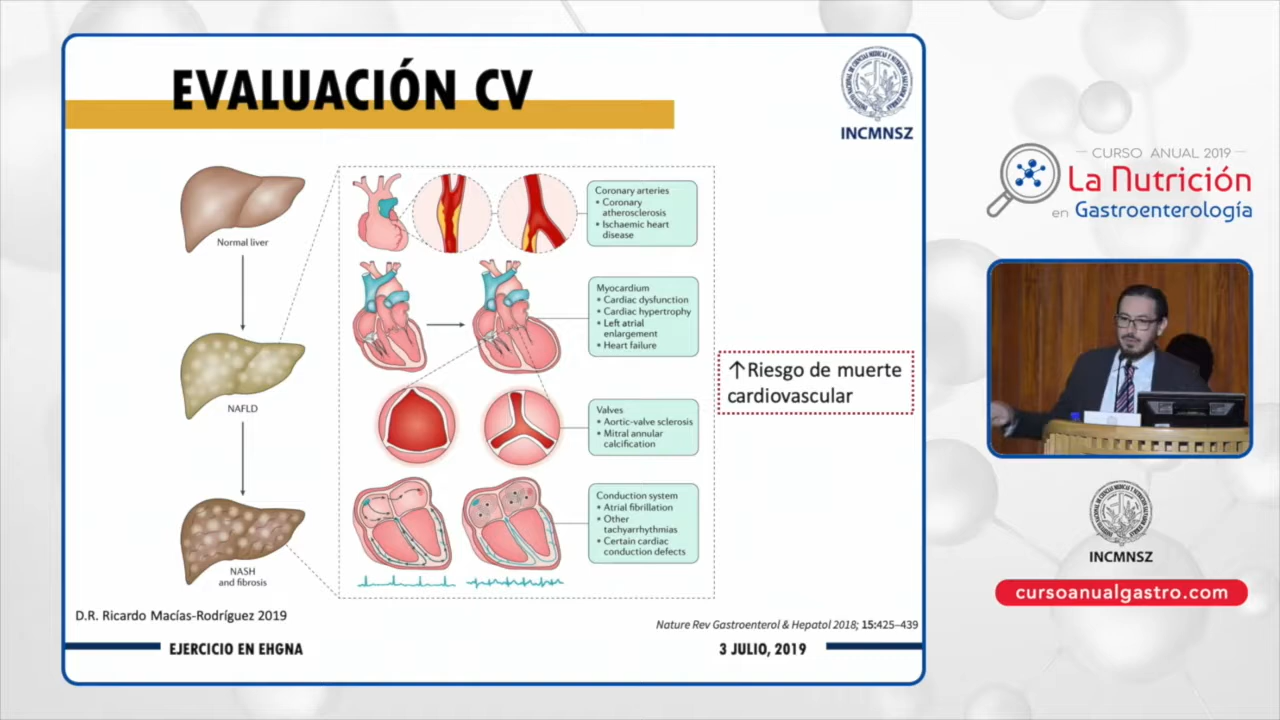 EVALUACIÓN CV
INCMNSZ
Normal liver
NAFLD
NASH
and fibrosis
Coronary arteries
• Coronary
atherosclerosis
• Ischaemic heart
disease
Myocardium
• Cardiac dysfunction
• Cardiac hypertrophy
• Left atrial
enlargement
• Heart failure
Valves
• Aortic-valve sclerosis
• Mitral annular
calcification
Conduction system
• Atrial fibrillation
• Other
tachyarrhythmias
• Certain cardiac
conduction defects
↑Riesgo de muerte
cardiovascular
D.R. Ricardo Macías-Rodríguez 2019
Nature Rev Gastroenterol & Hepatol 2018; 15:425–439
EJERCICIO EN EHGNA
3 JULIO, 2019
CURSO ANUAL 2019
La Nutrición
en Gastroenterología
INCMNSZ
cursoanualgastro.com